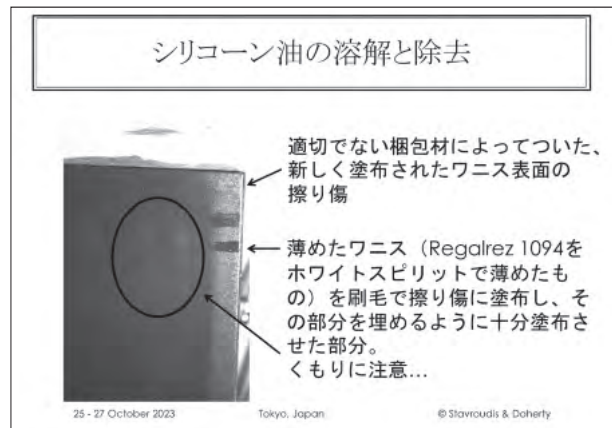 シリコーン油の溶解と除去
適切でない梱包材によってついた、
新しく塗布されたワニス表面の
擦り傷
薄めたワニス（Regalrez 1094を
ホワイトスピリットで薄めたも
の）を刷毛で擦り傷に塗布し、そ
の部分を埋めるように十分塗布さ
せた部分。
くもりに注意…
25 - 27 October 2023
Tokyo, Japan
© Stavroudis & Doherty